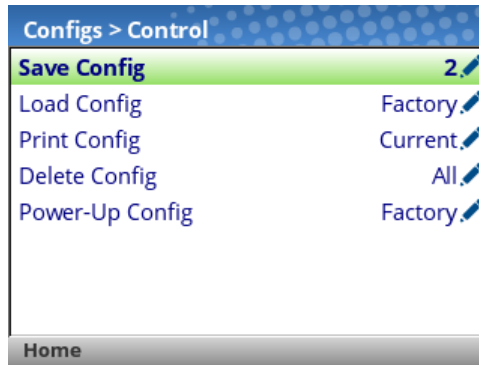 Configs > Control
Save Config 2
Load Config Factory
Print Config Current
Delete Config All
Power-Up Config Factory
Home